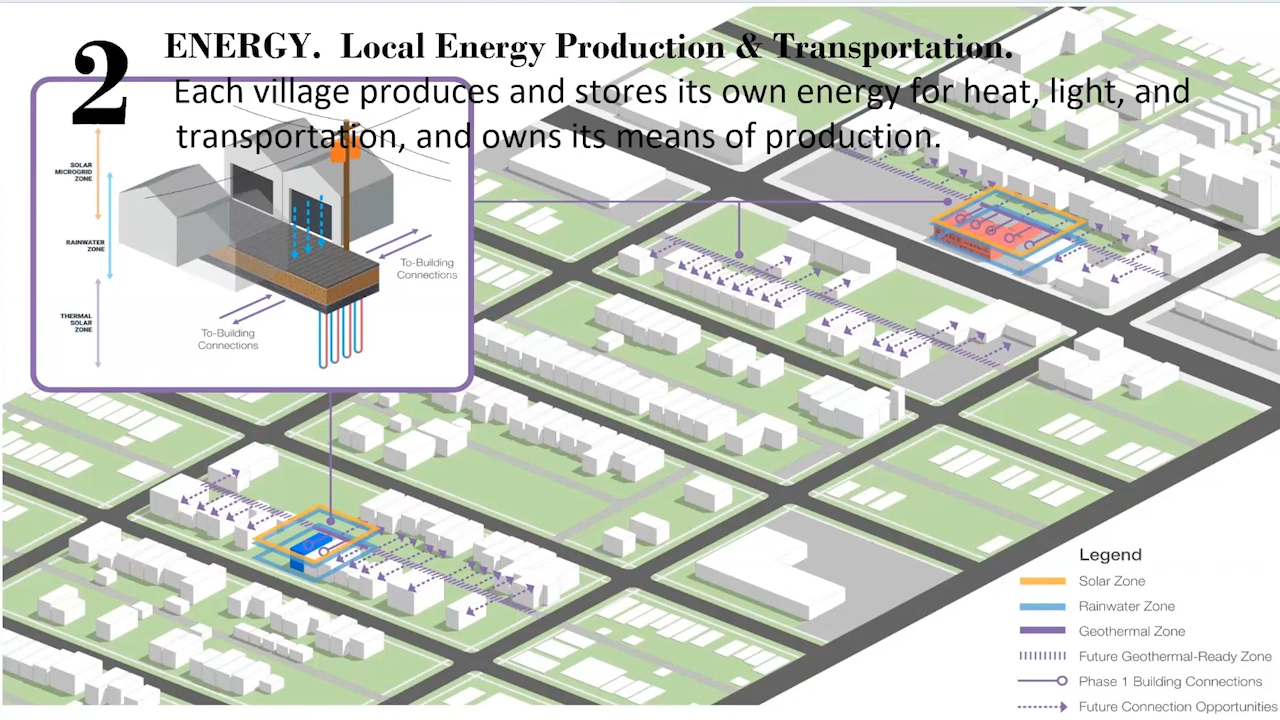 2
ENERGY.  Local Energy Production & Transportation.
Each village produces and stores its own energy for heat, light, and
transportation, and owns its means of production.
SOLAR
MICROGRID
ZONE
RAINWATER
ZONE
THERMAL
SOLAR
ZONE
To-Building
Connections
To-Building
Connections
Legend
Solar Zone
Rainwater Zone
Geothermal Zone
Future Geothermal-Ready Zone
Phase 1 Building Connections
Future Connection Opportunities